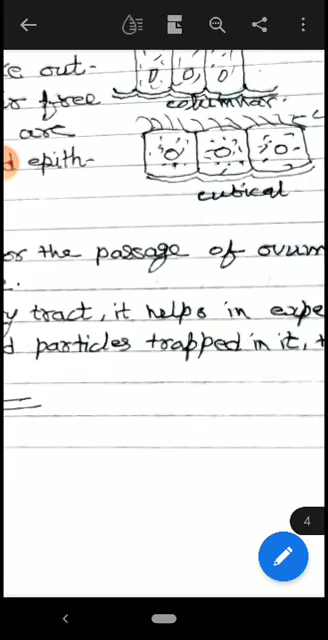 e out-
columnar.
r free
are
d epith-
cubical
or the passage of ovum
y tract, it helps in expe
d particles trapped in it, t
4